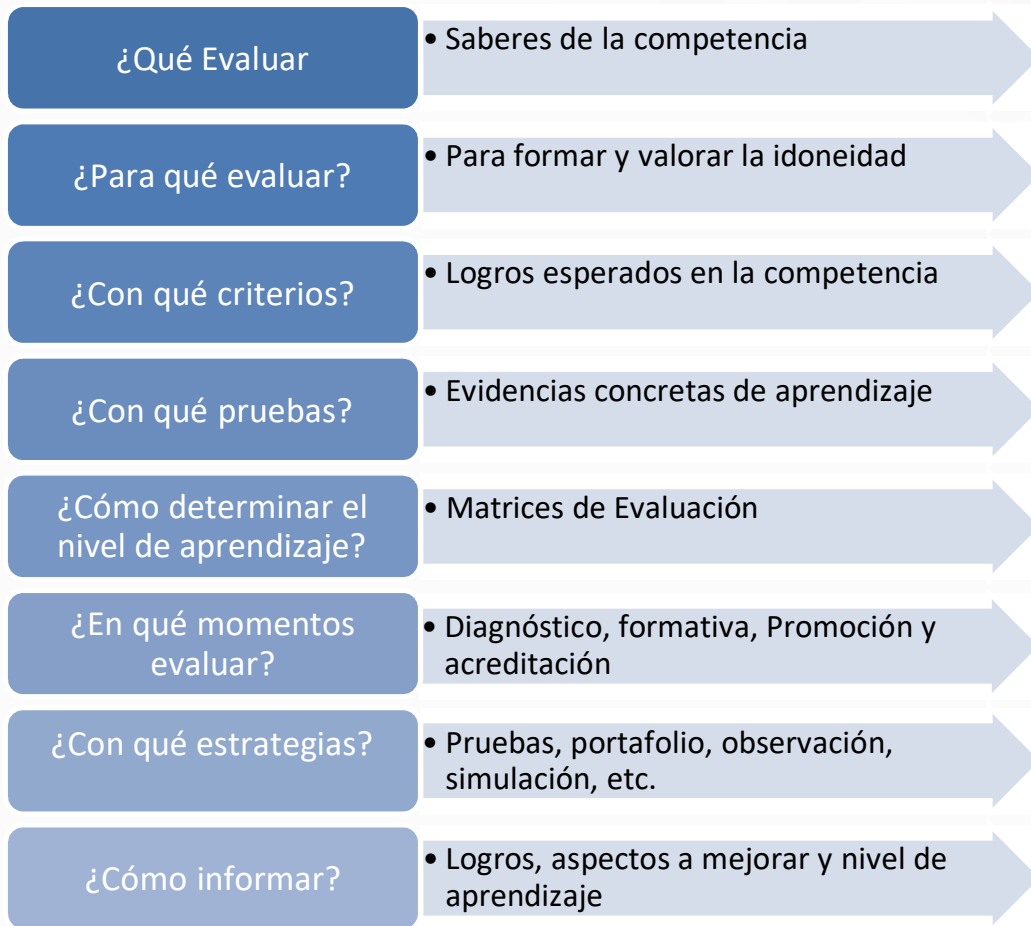 ¿Qué Evaluar
• Saberes de la competencia
¿Para qué evaluar?
• Para formar y valorar la idoneidad
¿Con qué criterios?
• Logros esperados en la competencia
¿Con qué pruebas?
• Evidencias concretas de aprendizaje
¿Cómo determinar el
nivel de aprendizaje?
• Matrices de Evaluación
¿En qué momentos
evaluar?
• Diagnóstico, formativa, Promoción y
acreditación
¿Con qué estrategias?
• Pruebas, portafolio, observación,
simulación, etc.
¿Cómo informar?
• Logros, aspectos a mejorar y nivel de
aprendizaje